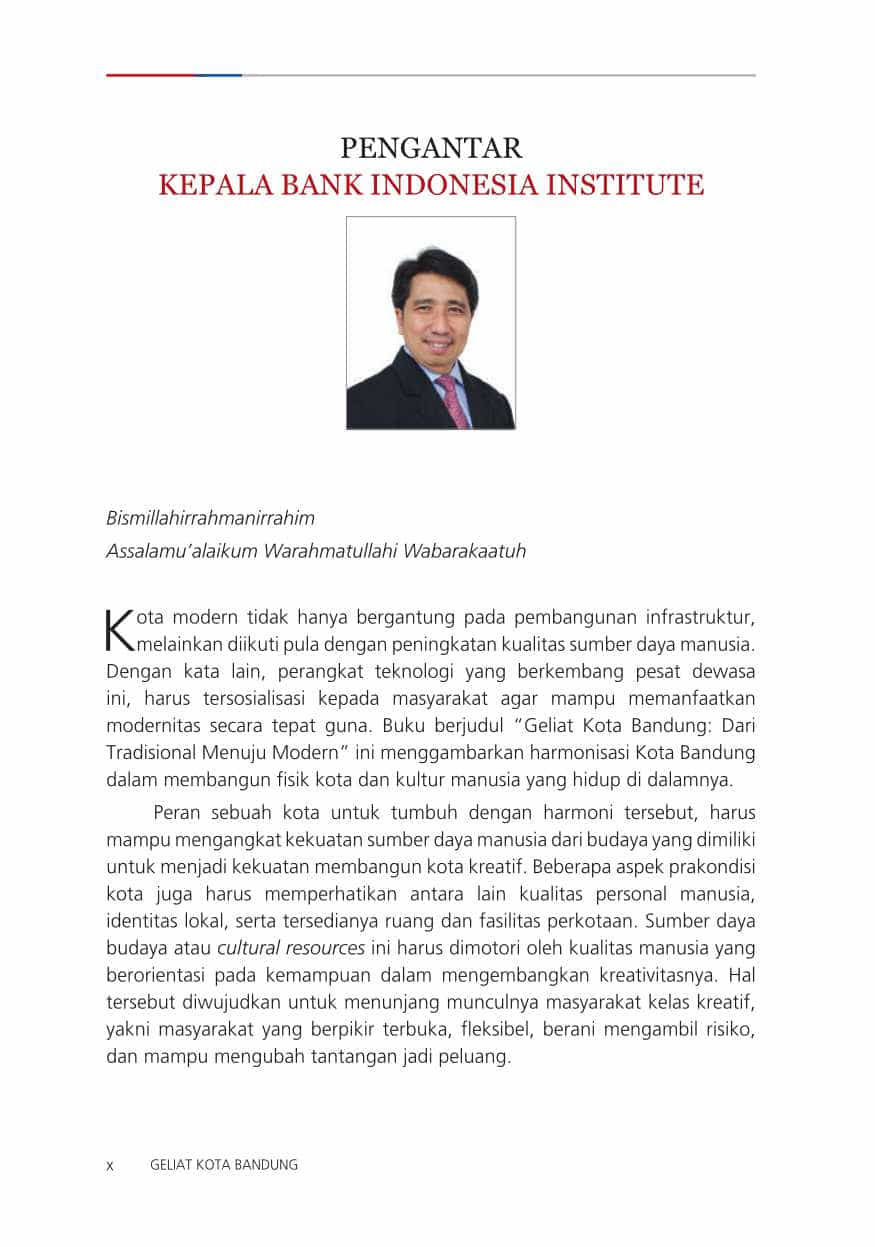 PENGANTAR
KEPALA BANK INDONESIA INSTITUTE
Bismillahirrahmanirrahim
Assalamu’alaikum Warahmatullahi Wabarakaatuh
Kota modern tidak hanya bergantung pada pembangunan infrastruktur,
melainkan diikuti pula dengan peningkatan kualitas sumber daya manusia.
Dengan kata lain, perangkat teknologi yang berkembang pesat dewasa
ini, harus tersosialisasi kepada masyarakat agar mampu memanfaatkan
modernitas secara tepat guna. Buku berjudul “Geliat Kota Bandung: Dari
Tradisional Menuju Modern” ini menggambarkan harmonisasi Kota Bandung
dalam membangun fisik kota dan kultur manusia yang hidup di dalamnya.
Peran sebuah kota untuk tumbuh dengan harmoni tersebut, harus
mampu mengangkat kekuatan sumber daya manusia dari budaya yang dimiliki
untuk menjadi kekuatan membangun kota kreatif. Beberapa aspek prakondisi
kota juga harus memperhatikan antara lain kualitas personal manusia,
identitas lokal, serta tersedianya ruang dan fasilitas perkotaan. Sumber daya
budaya atau cultural resources ini harus dimotori oleh kualitas manusia yang
berorientasi pada kemampuan dalam mengembangkan kreativitasnya. Hal
tersebut diwujudkan untuk menunjang munculnya masyarakat kelas kreatif,
yakni masyarakat yang berpikir terbuka, fleksibel, berani mengambil risiko,
dan mampu mengubah tantangan jadi peluang.
x GELIAT KOTA BANDUNG